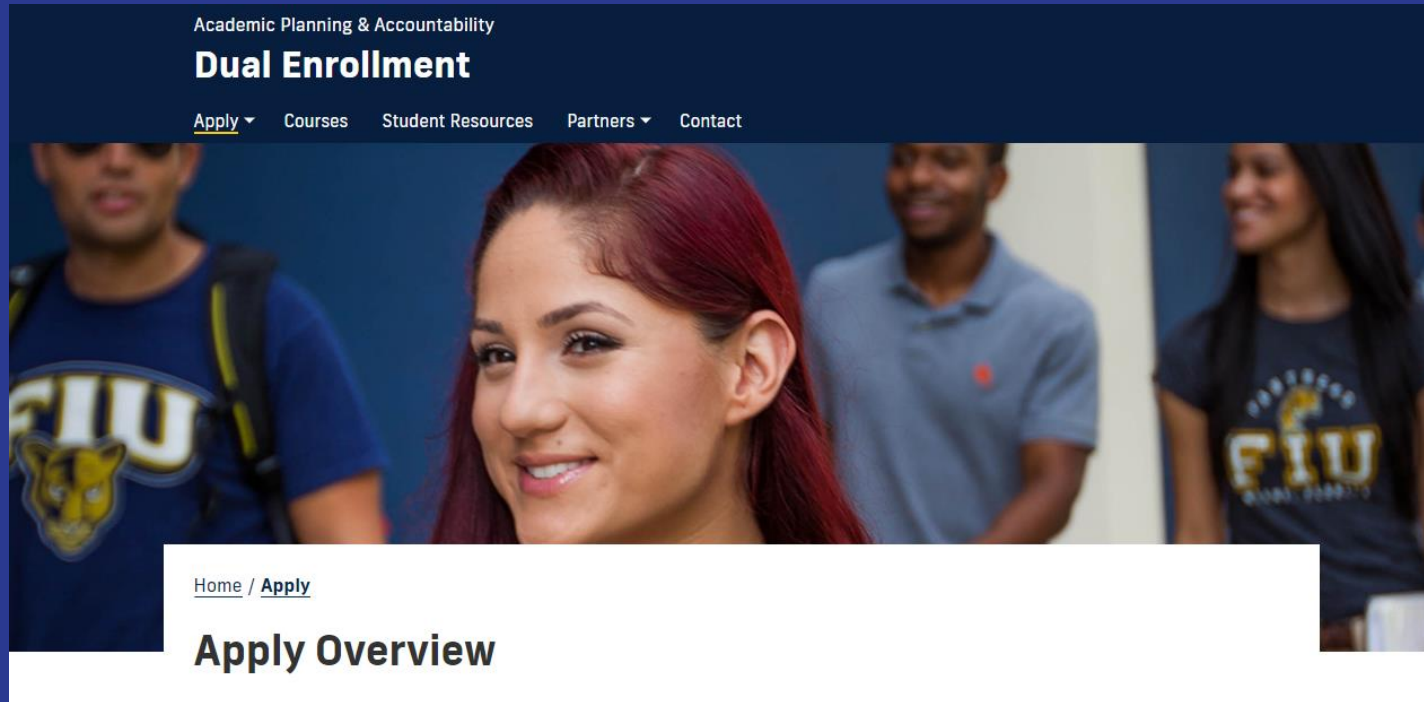 Academic Planning & Accountability
Dual Enrollment
Apply Courses Student Resources Partners Contact
FIU
FIU
Home / Apply
Apply Overview